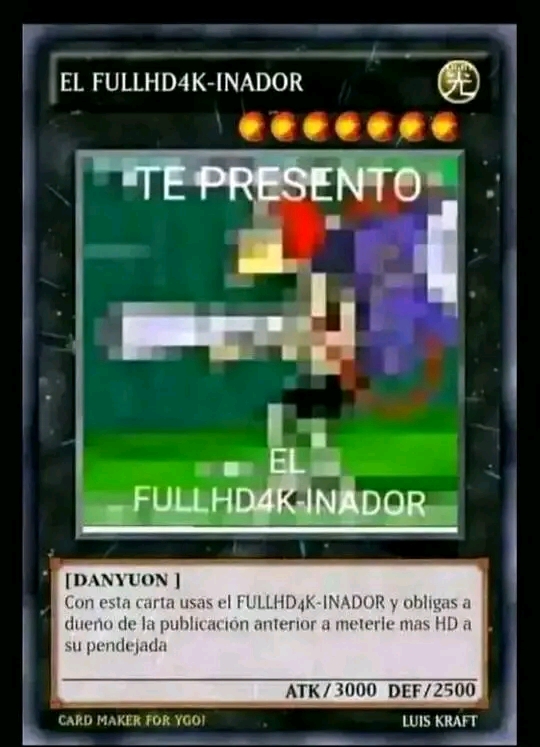 EL FULLHD4K-INADOR
光
TE PRESENTO
EL
FULLHD4K-INADOR
[DANYUON ]
Con esta carta usas el FULLHD4K-INADOR y obligas a
dueño de la publicación anterior a meterle mas HD a
su pendejada
ATK/3000 DEF/2500
CARD MAKER FOR YGO!
LUIS KRAFT